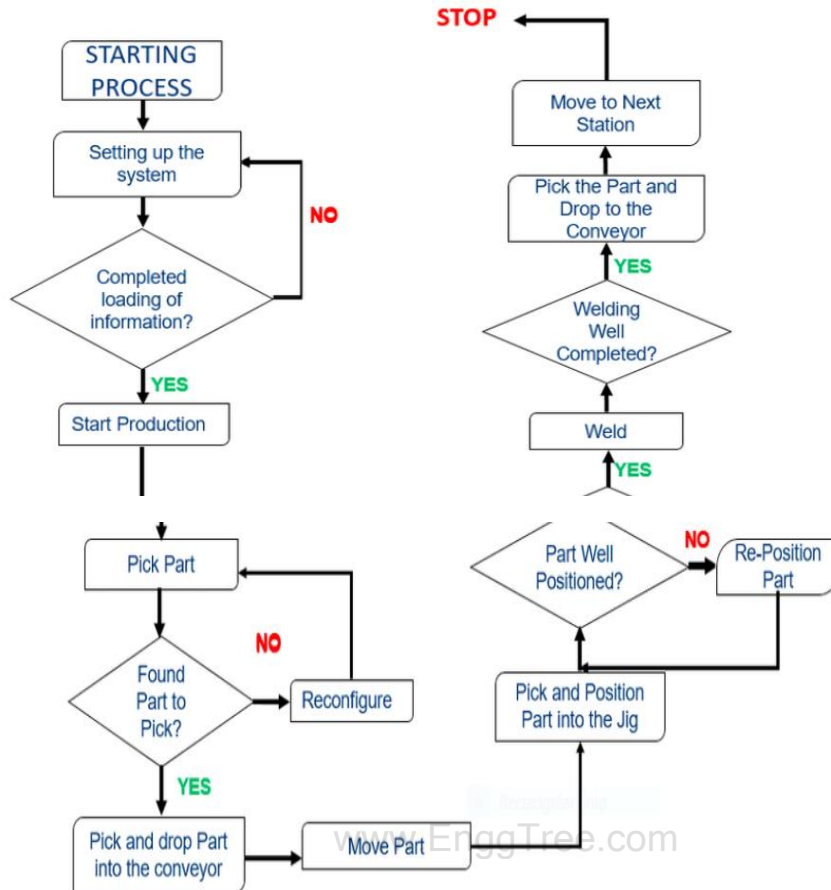 STARTING
PROCESS
Setting up the
system
NO
Completed
loading of
information?
YES
Start Production
Pick Part
NO
Found
Part to
Pick?
Reconfigure
YES
Pick and drop Part
into the conveyor
Move Part
Pick and Position
Part into the Jig
Part Well
Positioned?
NO
Re-Position
Part
YES
Weld
Welding
Well
Completed?
YES
Pick the Part and
Drop to the
Conveyor
Move to Next
Station
STOP
www.EnggTree.com